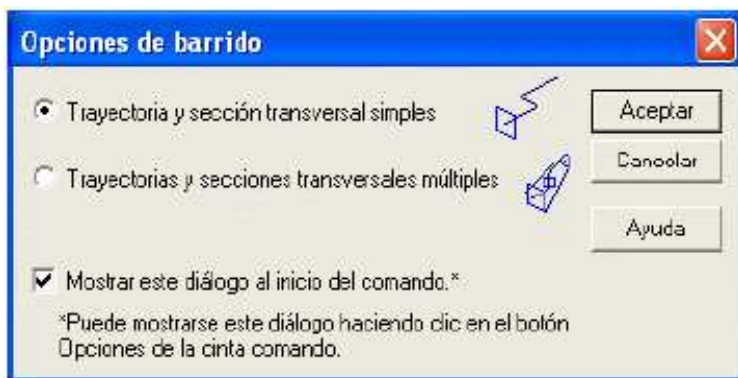 Opciones de barrido
Trayectoria y sección transversal simples
Aceptar
Trayectorias y secciones transversales múltiples
Cancelar
Ayuda
Mostrar este diálogo al inicio del comando.*
*Puede mostrarse este diálogo haciendo clic en el botón
Opciones de la cinta comando.